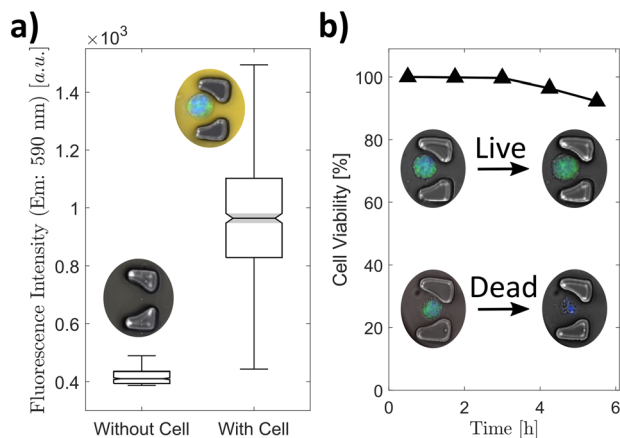 a)
×10³
Fluorescence Intensity (Em: 590 nm) [a.u.]
1.4
1.2
1
0.8
0.6
0.4
Without Cell
With Cell
b)
Cell Viability [%]
100
80
60
40
20
0
Live
Dead
0
2
4
6
Time [h]